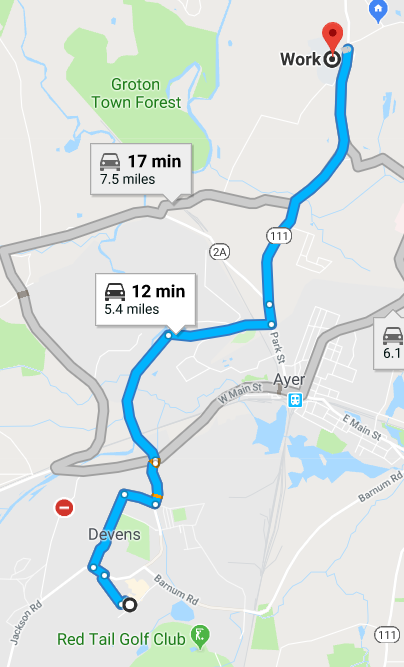 Work
Groton
Town Forest
17 min
7.5 miles
111
2A
12 min
5.4 miles
Park St
6.1
Ayer
W Main St
E Main St
Barnum Rd
Devens
Barnum Rd
Jackson Rd
111
Red Tail Golf Club